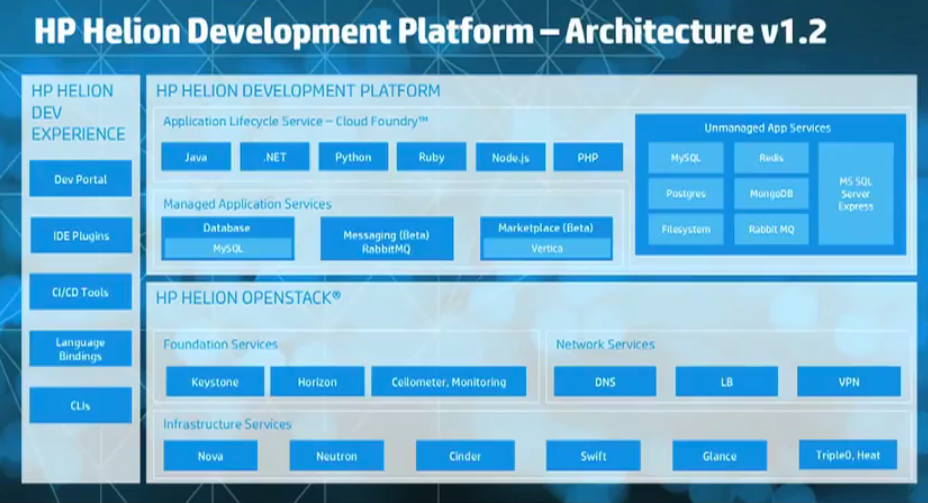 HP Helion Development Platform – Architecture v1.2
HP HELION
DEV
EXPERIENCE
Dev Portal
IDE Plugins
CI/CD Tools
Language
Bindings
CLIs
HP HELION DEVELOPMENT PLATFORM
Application Lifecycle Service – Cloud Foundry™
Java
.NET
Python
Ruby
Node.js
PHP
Managed Application Services
Database
MySQL
Messaging (Beta)
RabbitMQ
Marketplace (Beta)
Vertica
Unmanaged App Services
MySQL
Redis
Postgres
MongoDB
Filesystem
Rabbit MQ
MS SQL
Server
Express
HP HELION OPENSTACK®
Foundation Services
Keystone
Horizon
Ceilometer, Monitoring
Network Services
DNS
LB
VPN
Infrastructure Services
Nova
Neutron
Cinder
Swift
Glance
TripleO, Heat